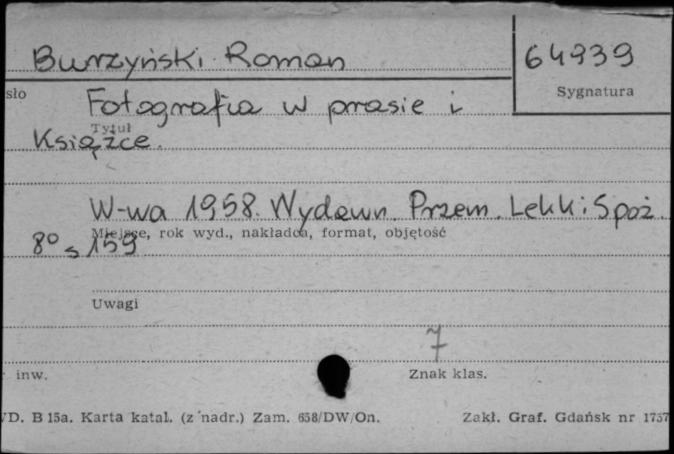 Burzyński Roman
64939
Sygnatura
sło
Fotografia w prasie i
Tytuł
Książce.
W-wa 1958. Wydawn. Przem. Lekk i Spoż.
Miejsce, rok wyd., nakładca, format, objętość
8° s 159
Uwagi
7
inw.
Znak klas.
D. B 15a. Karta katal. (z nadr.) Zam. 658/DW/On.
Zakł. Graf. Gdańsk nr 1757